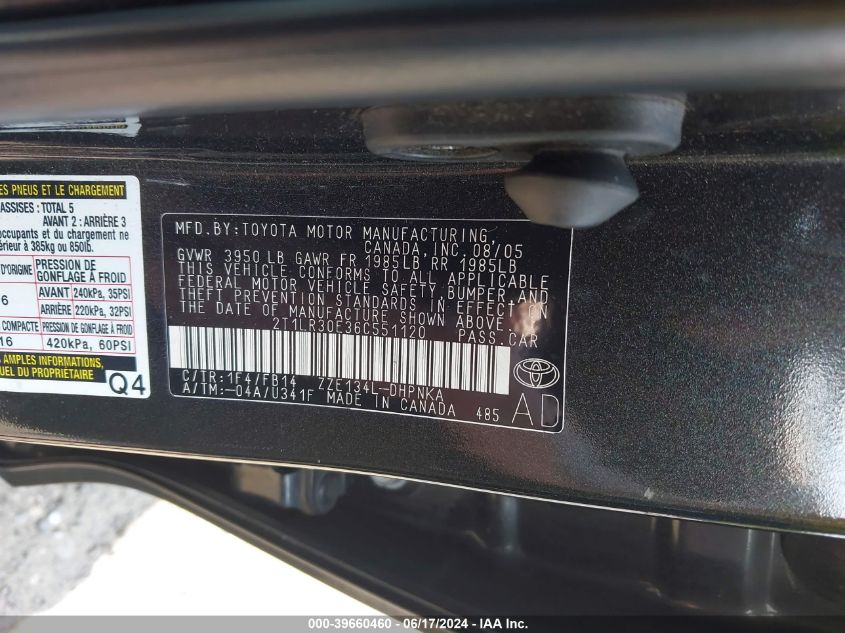 ES PNEUS ET LE CHARGEMENT
ASSISES : TOTAL 5
AVANT 2 : ARRIÈRE 3
occupants et du chargement ne
érieur à 385kg ou 850lb.
D'ORIGINE PRESSION DE GONFLAGE À FROID
6 AVANT 240kPa, 35PSI
ARRIÈRE 220kPa, 32PSI
COMPACTE PRESSION DE GONFLAGE À FROID
16 420kPa, 60PSI
AMPLES INFORMATIONS,
UEL DU PROPRIÉTAIRE
Q4
MFD. BY: TOYOTA MOTOR MANUFACTURING,
CANADA, INC. 08/05
GVWR 3950 LB GAWR FR 1985LB RR 1985LB
THIS VEHICLE CONFORMS TO ALL APPLICABLE
FEDERAL MOTOR VEHICLE SAFETY, BUMPER, AND
THEFT PREVENTION STANDARDS IN EFFECT ON
THE DATE OF MANUFACTURE SHOWN ABOVE.
2T1LR30E36C551120 PASS. CAR
C/TR: 1F4/FB14 ZZE134L-DHPNKA
A/TM:-04A/U341F MADE IN CANADA 485
AD
000-39660460 - 06/17/2024 - IAA Inc.